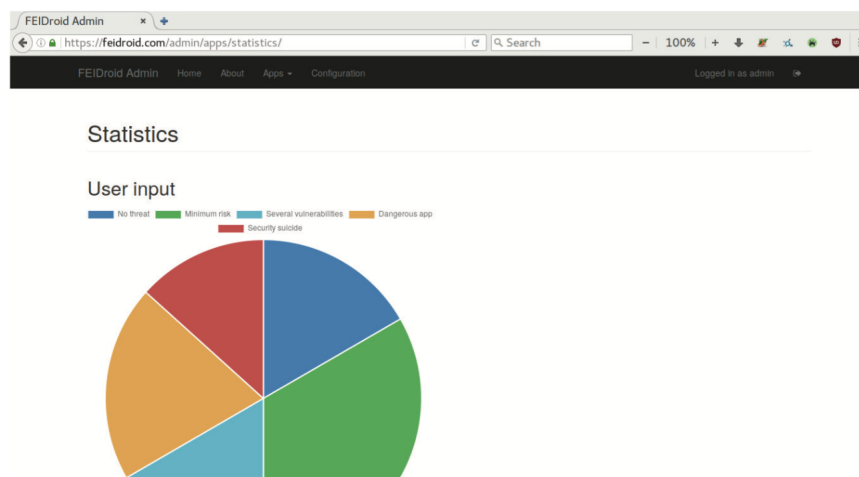 FEIDroid Admin
https://feidroid.com/admin/apps/statistics/ Search 100%
FEIDroid Admin Home About Apps Configuration Logged in as admin
Statistics
User input
No threat Minimum risk Several vulnerabilities Dangerous app
Security suicide